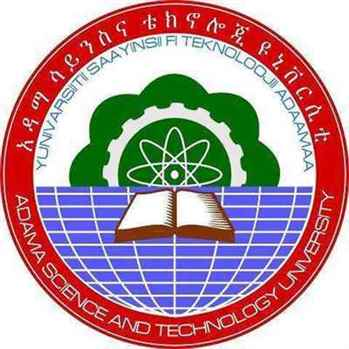 አዳማ ሳይንስና ቴክኖሎጂ ዩኒቨርሲቲ
YUNIVARSIITII SAAYINSII FI TEKNOLOOJII ADAAMAA
ADAMA SCIENCE AND TECHNOLOGY UNIVERSITY